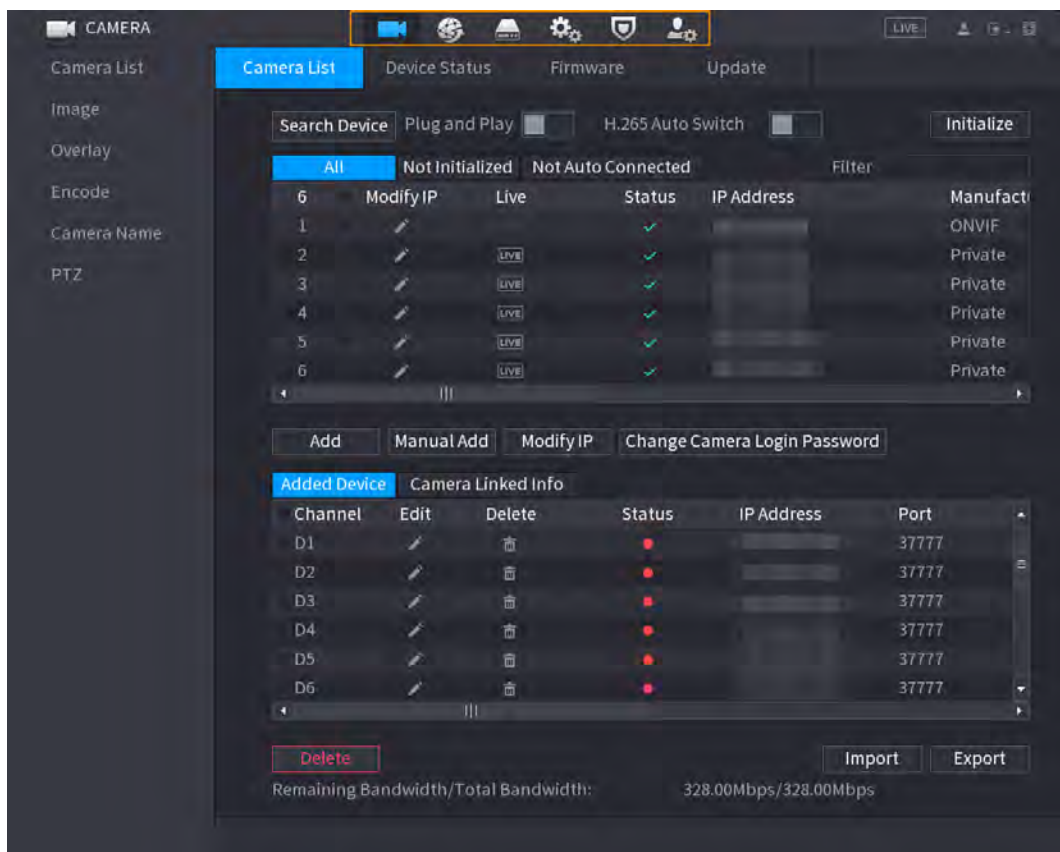 CAMERA LIVE
Camera List
Image
Overlay
Encode
Camera Name
PTZ
Camera List Device Status Firmware Update
Search Device Plug and Play H.265 Auto Switch Initialize
All Not Initialized Not Auto Connected Filter
6 Modify IP Live Status IP Address Manufact
1 ONVIF
2 LIVE Private
3 LIVE Private
4 LIVE Private
5 LIVE Private
6 LIVE Private
Add Manual Add Modify IP Change Camera Login Password
Added Device Camera Linked Info
Channel Edit Delete Status IP Address Port
D1 37777
D2 37777
D3 37777
D4 37777
D5 37777
D6 37777
Delete Import Export
Remaining Bandwidth/Total Bandwidth: 328.00Mbps/328.00Mbps